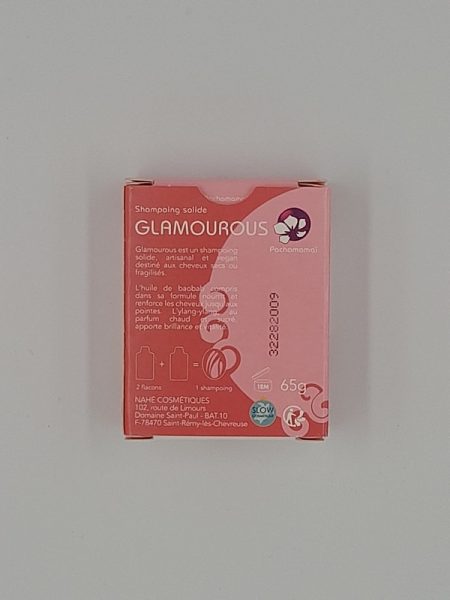 Shampoing solide
GLAMOUROUS
Pachamamaï
Glamourous est un shampoing
solide, artisanal et vegan
destiné aux cheveux secs ou
fragilisés.
L'huile de baobab compris
dans sa formule nourrit et
renforce les cheveux jusqu'aux
pointes. L'ylang-ylang au
parfum chaud et sucré,
apporte brillance et vitalité.
32282009
2 flacons
+
=
1 shampoing
18M
65g
NAHÉ COSMÉTIQUES
102, route de Limours
Domaine Saint-Paul - BAT.10
F-78470 Saint-Rémy-lès-Chevreuse
SLOW